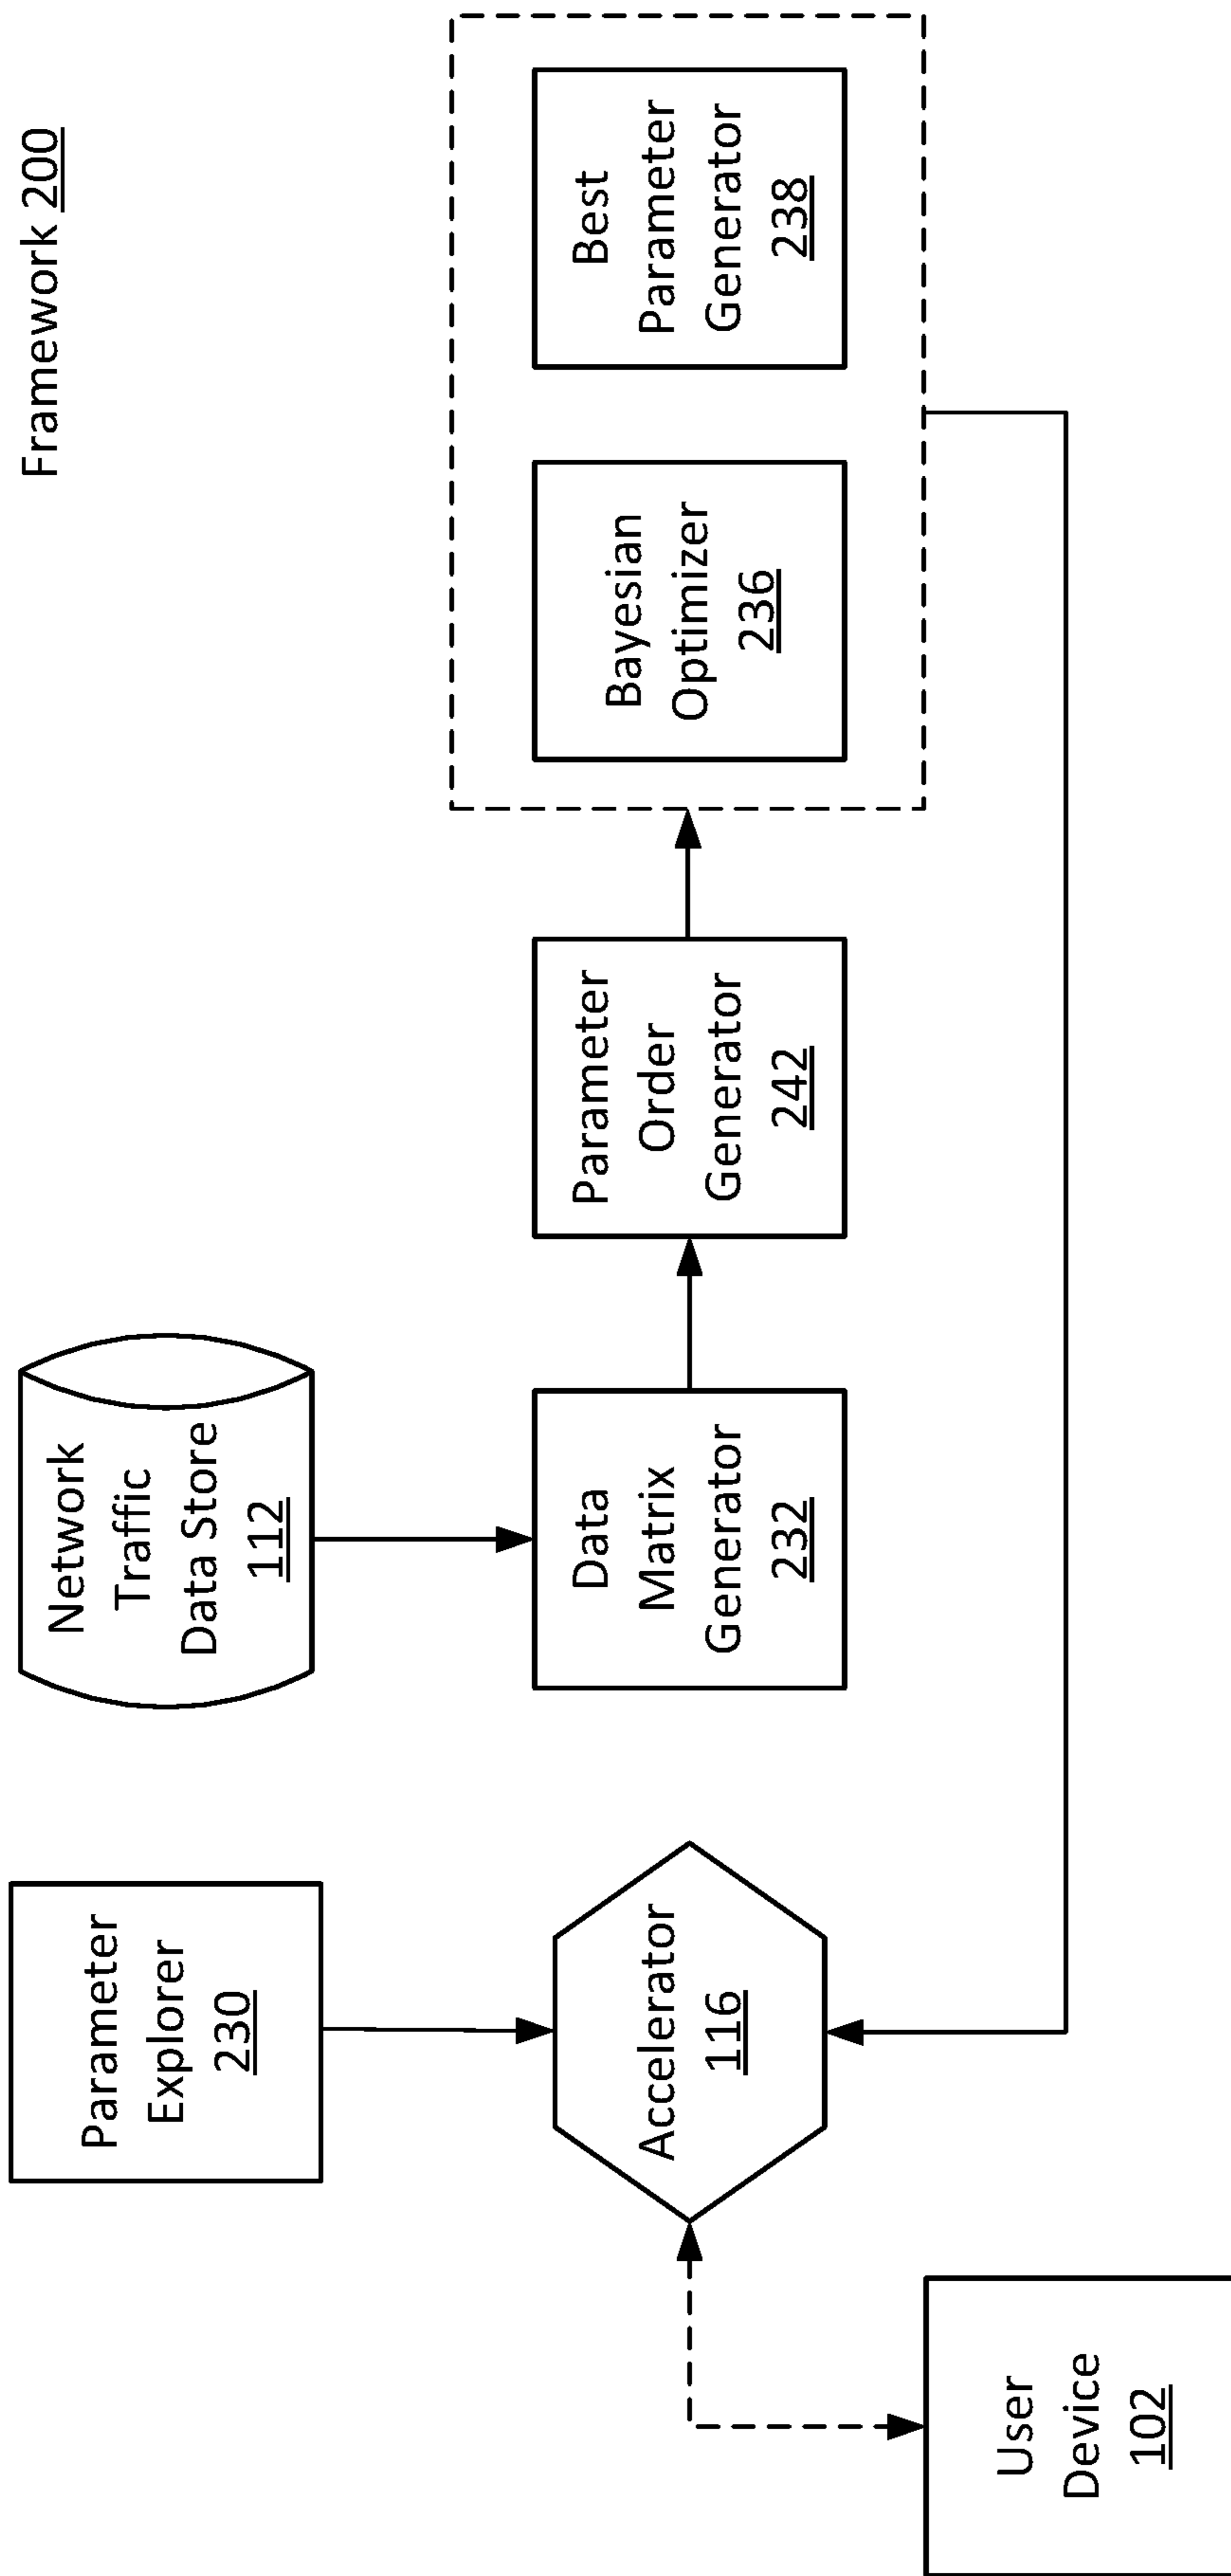 Framework 200
Parameter
Explorer
230
Network
Traffic
Data Store
112
User
Device
102
Accelerator
116
Data
Matrix
Generator
232
Parameter
Order
Generator
242
Bayesian
Optimizer
236
Best
Parameter
Generator
238